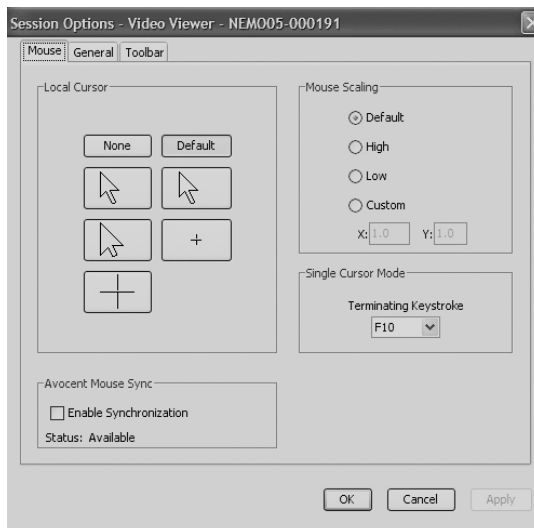 Session Options - Video Viewer - NEMO05-000191
Mouse General Toolbar
Local Cursor
None Default
Mouse Scaling
Default
High
Low
Custom
X: 1.0 Y: 1.0
Single Cursor Mode
Terminating Keystroke
F10
Avocent Mouse Sync
Enable Synchronization
Status: Available
OK Cancel Apply